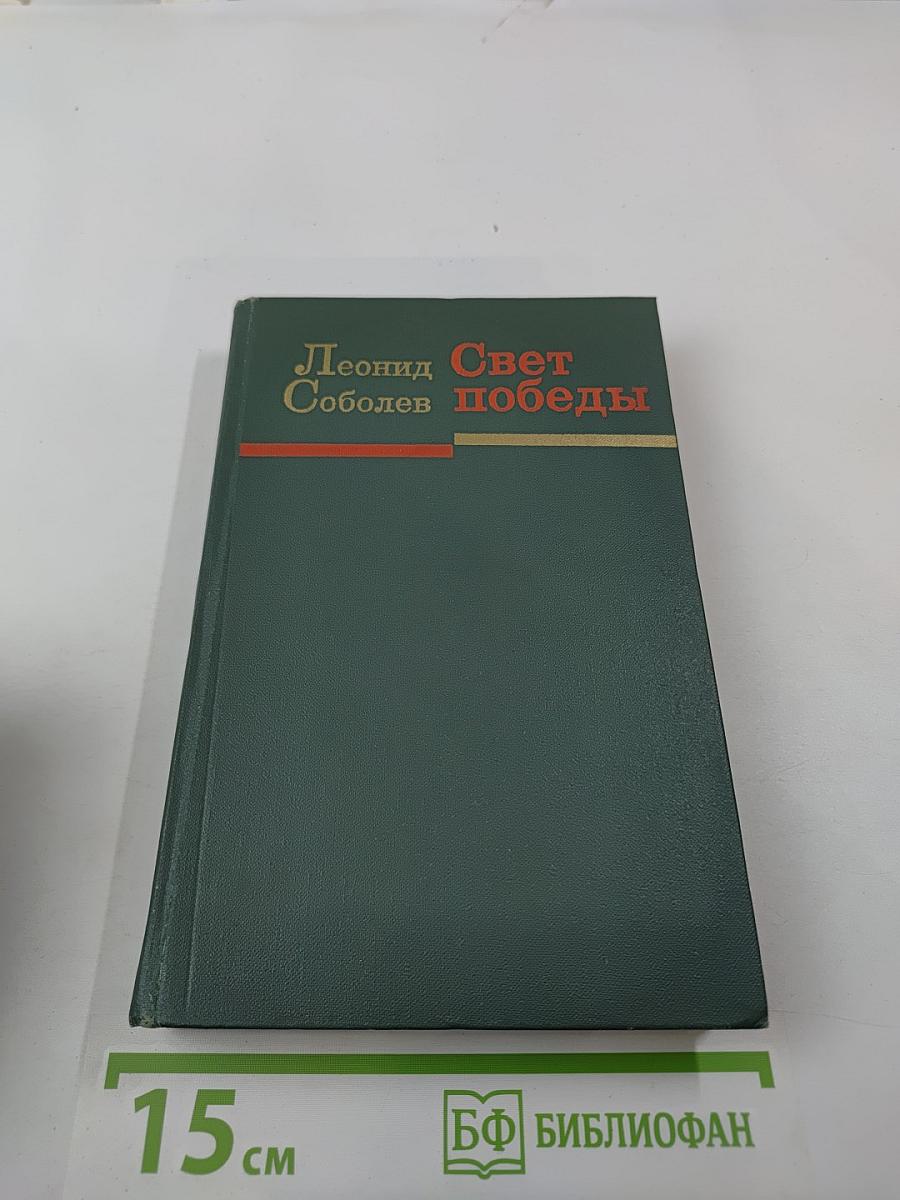 Леонид
Соболев
Свет
победы
15 см
БФ БИБЛИОФАН